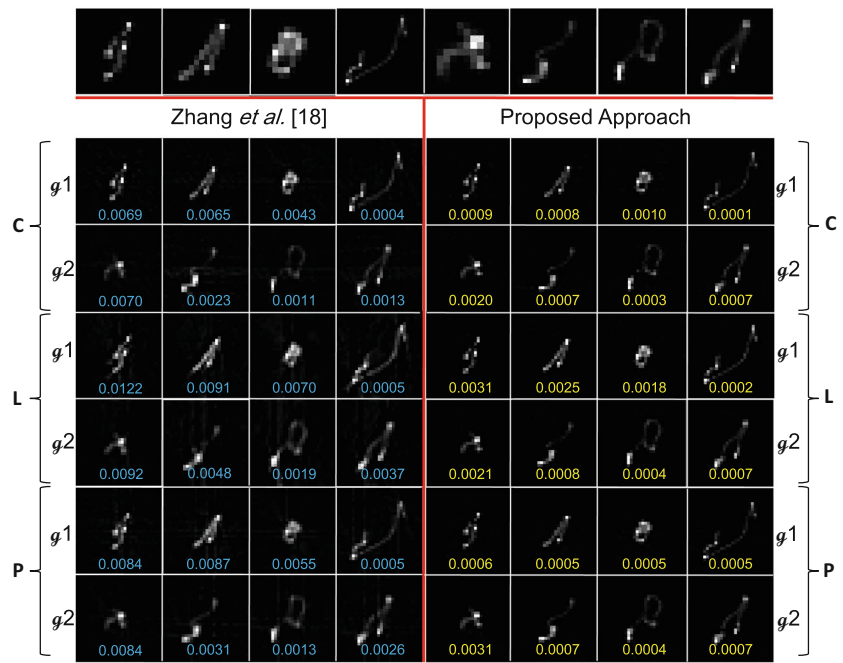 Zhang et al. [18] Proposed Approach
C
g1 0.0069 0.0065 0.0043 0.0004 0.0009 0.0008 0.0010 0.0001 g1
g2 0.0070 0.0023 0.0011 0.0013 0.0020 0.0007 0.0003 0.0007 g2
C
L
g1 0.0122 0.0091 0.0070 0.0005 0.0031 0.0025 0.0018 0.0002 g1
g2 0.0092 0.0048 0.0019 0.0037 0.0021 0.0008 0.0004 0.0007 g2
L
P
g1 0.0084 0.0087 0.0055 0.0005 0.0006 0.0005 0.0005 0.0005 g1
g2 0.0084 0.0031 0.0013 0.0026 0.0031 0.0007 0.0004 0.0007 g2
P